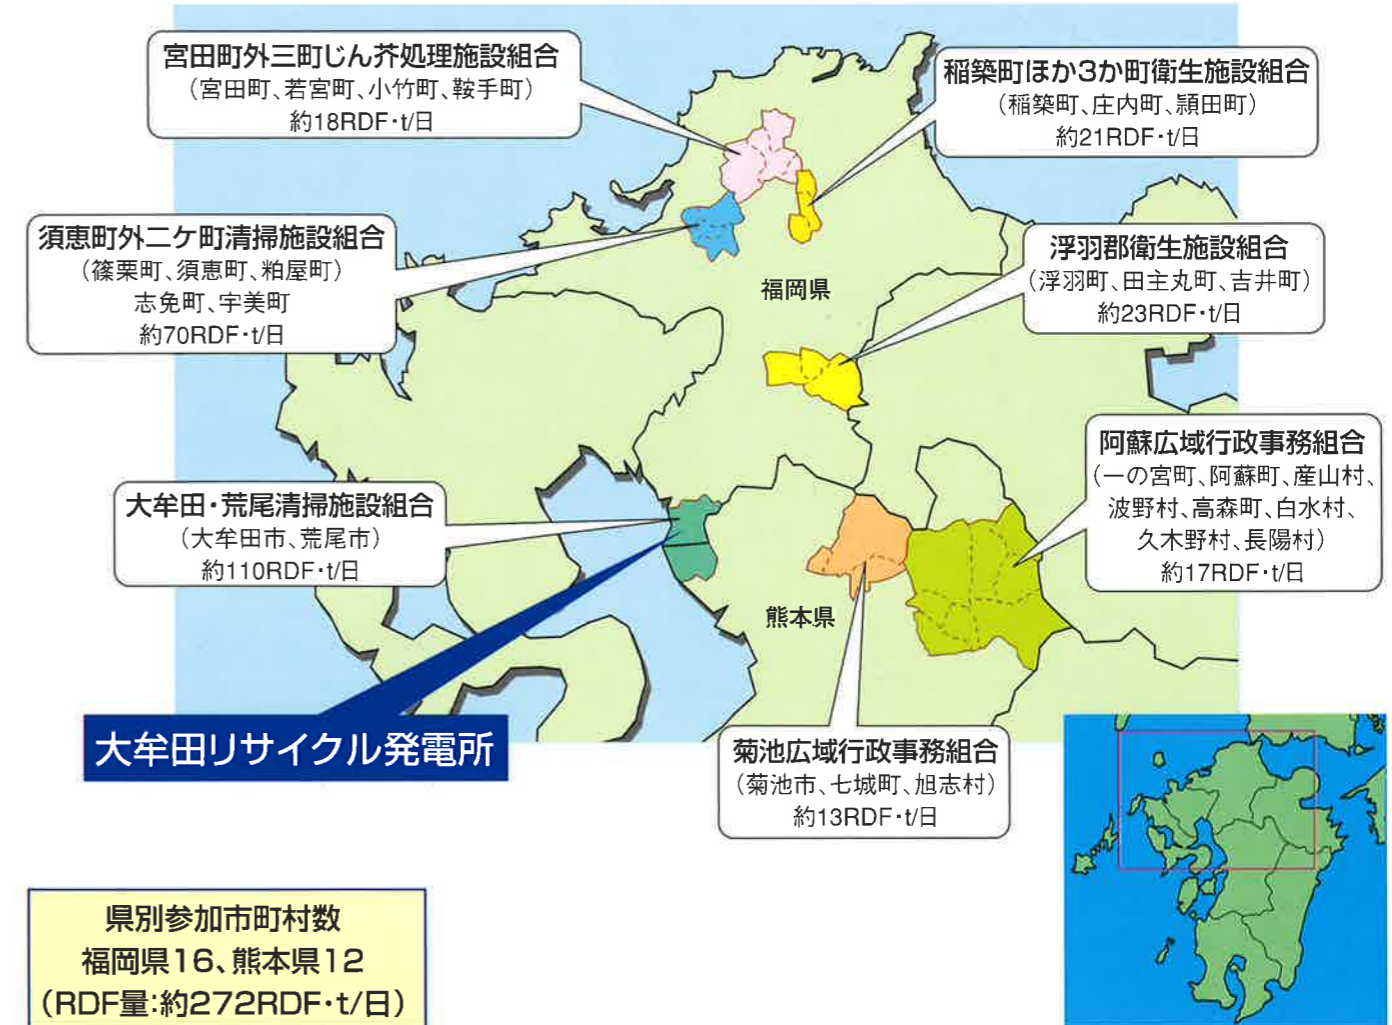 宮田町外三町じん芥処理施設組合
（宮田町、若宮町、小竹町、鞍手町）
約18RDF・t/日
稲築町ほか3か町衛生施設組合
（稲築町、庄内町、頴田町）
約21RDF・t/日
須恵町外二ケ町清掃施設組合
（篠栗町、須恵町、粕屋町）
志免町、宇美町
約70RDF・t/日
浮羽郡衛生施設組合
（浮羽町、田主丸町、吉井町）
約23RDF・t/日
福岡県
阿蘇広域行政事務組合
（一の宮町、阿蘇町、産山村、
波野村、高森町、白水村、
久木野村、長陽村）
約17RDF・t/日
大牟田・荒尾清掃施設組合
（大牟田市、荒尾市）
約110RDF・t/日
熊本県
大牟田リサイクル発電所
菊池広域行政事務組合
（菊池市、七城町、旭志村）
約13RDF・t/日
県別参加市町村数
福岡県16、熊本県12
（RDF量:約272RDF・t/日）